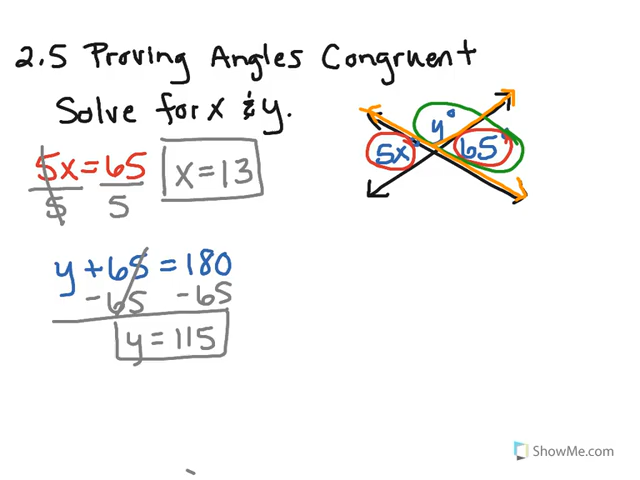 2.5 Proving Angles Congruent
Solve for x & y.
5x = 65
5 5
x = 13
y + 65 = 180
- 65 - 65
y = 115
y°
5x° 65°
ShowMe.com